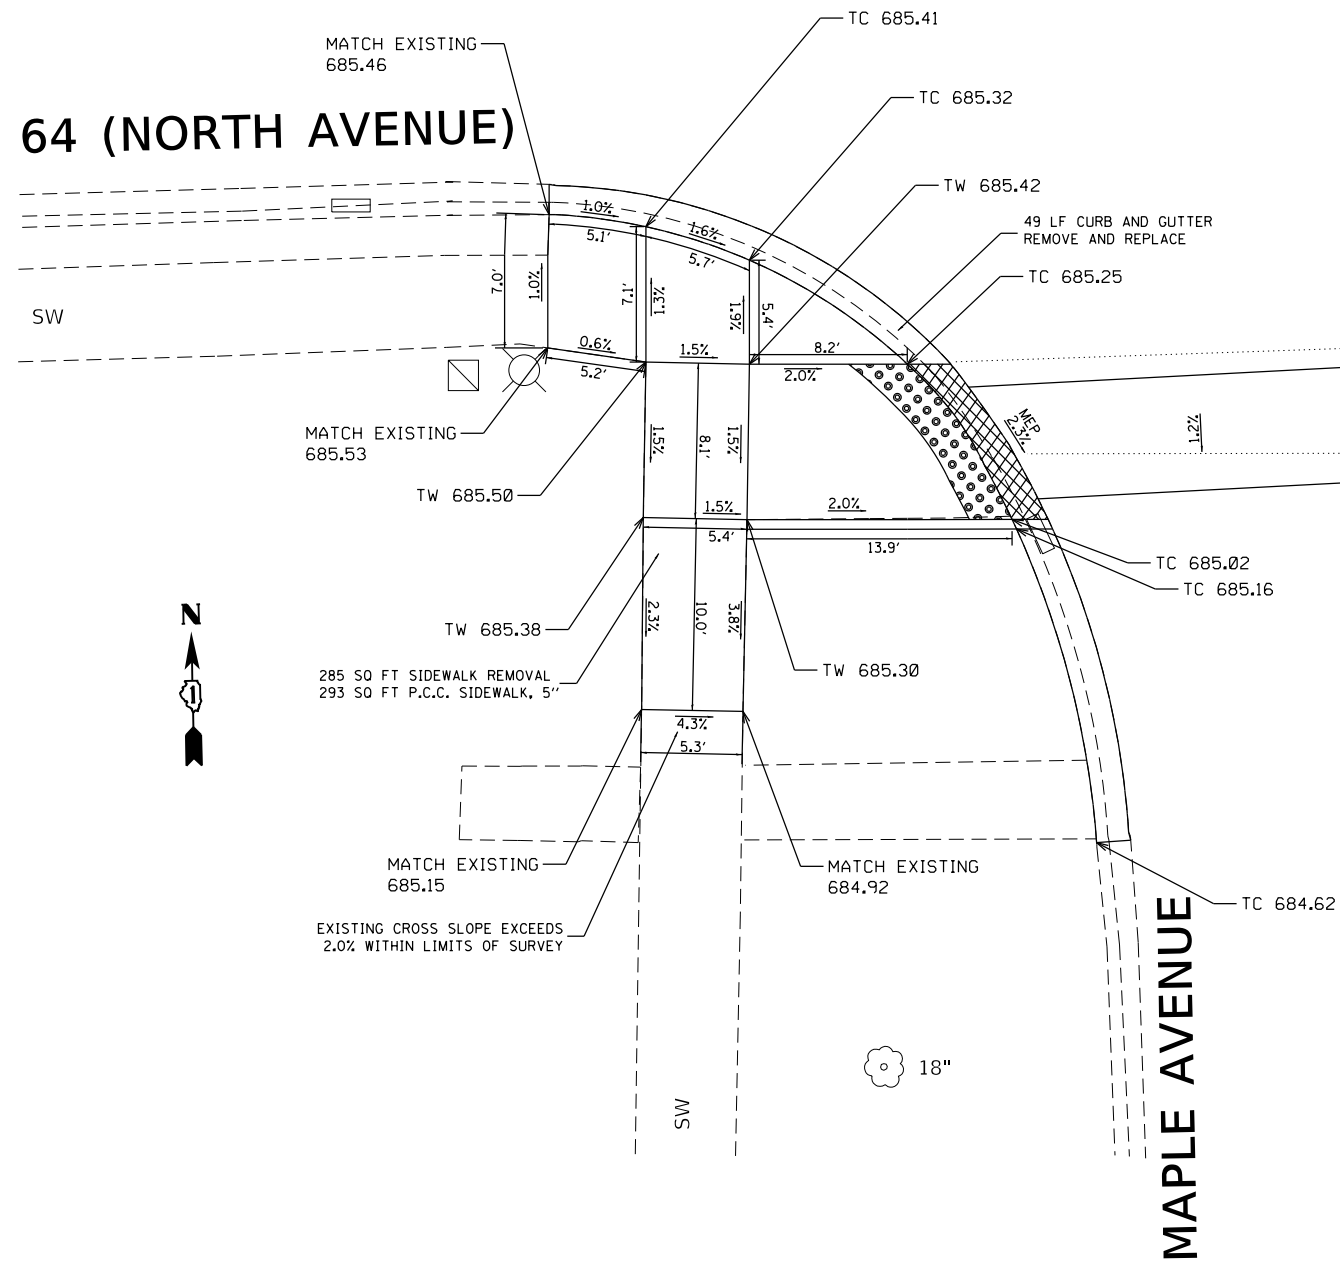 TC 685.41
MATCH EXISTING
685.46
TC 685.32
64 (NORTH AVENUE)
TW 685.42
1.0%
5.1'
1.6%
5.7'
49 LF CURB AND GUTTER
REMOVE AND REPLACE
7.0'
1.0%
7.1'
1.3%
1.9%
5.4'
TC 685.25
SW
0.6%
5.2'
1.5%
8.2'
2.0%
MATCH EXISTING
685.53
1.5%
8.1'
1.5%
MEP
2.3%
1.2%
TW 685.50
1.5%
2.0%
5.4'
13.9'
TC 685.02
TC 685.16
N
1
TW 685.38
2.3%
10.0'
3.8%
285 SQ FT SIDEWALK REMOVAL
293 SQ FT P.C.C. SIDEWALK, 5"
TW 685.30
4.3%
5.3'
MATCH EXISTING
685.15
MATCH EXISTING
684.92
EXISTING CROSS SLOPE EXCEEDS
2.0% WITHIN LIMITS OF SURVEY
TC 684.62
MAPLE AVENUE
18"
SW